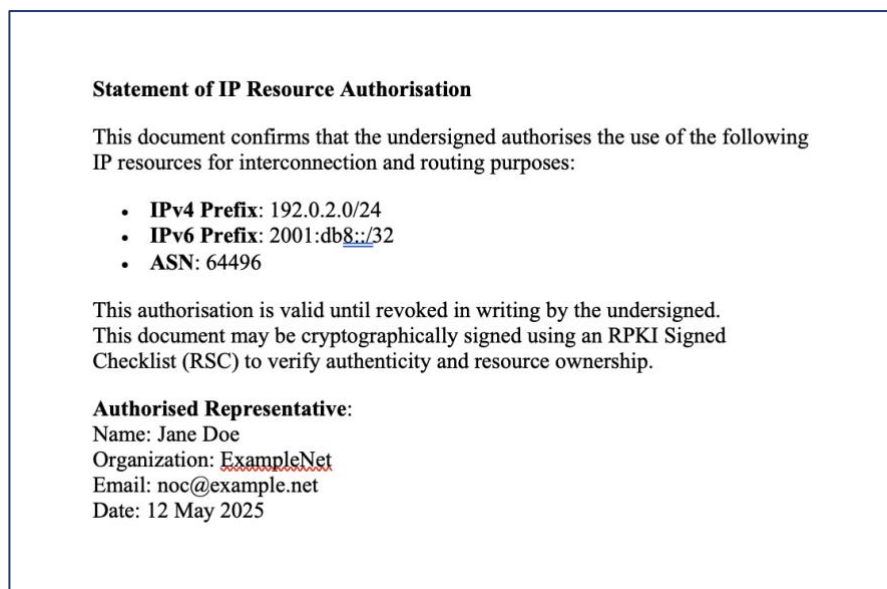 Statement of IP Resource Authorisation
This document confirms that the undersigned authorises the use of the following
IP resources for interconnection and routing purposes:
• IPv4 Prefix: 192.0.2.0/24
• IPv6 Prefix: 2001:db8::/32
• ASN: 64496
This authorisation is valid until revoked in writing by the undersigned.
This document may be cryptographically signed using an RPKI Signed
Checklist (RSC) to verify authenticity and resource ownership.
Authorised Representative:
Name: Jane Doe
Organization: ExampleNet
Email: noc@example.net
Date: 12 May 2025